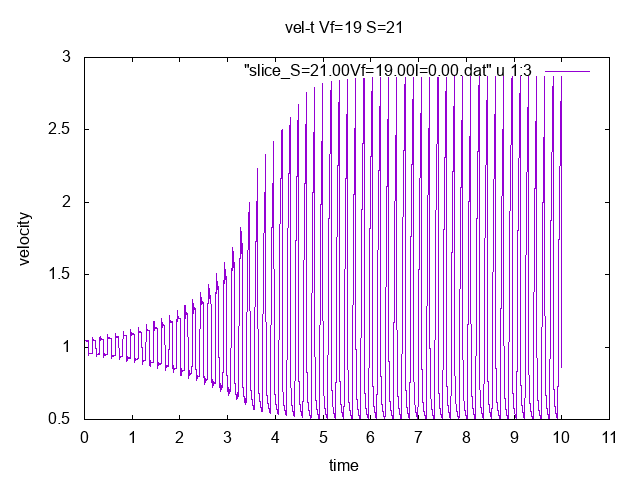 vel-t Vf=19 S=21
"slice_S=21.00Vf=19.00I=0.00.dat" u 1:3
3
2.5
2
1.5
1
0.5
velocity
0 1 2 3 4 5 6 7 8 9 10 11
time